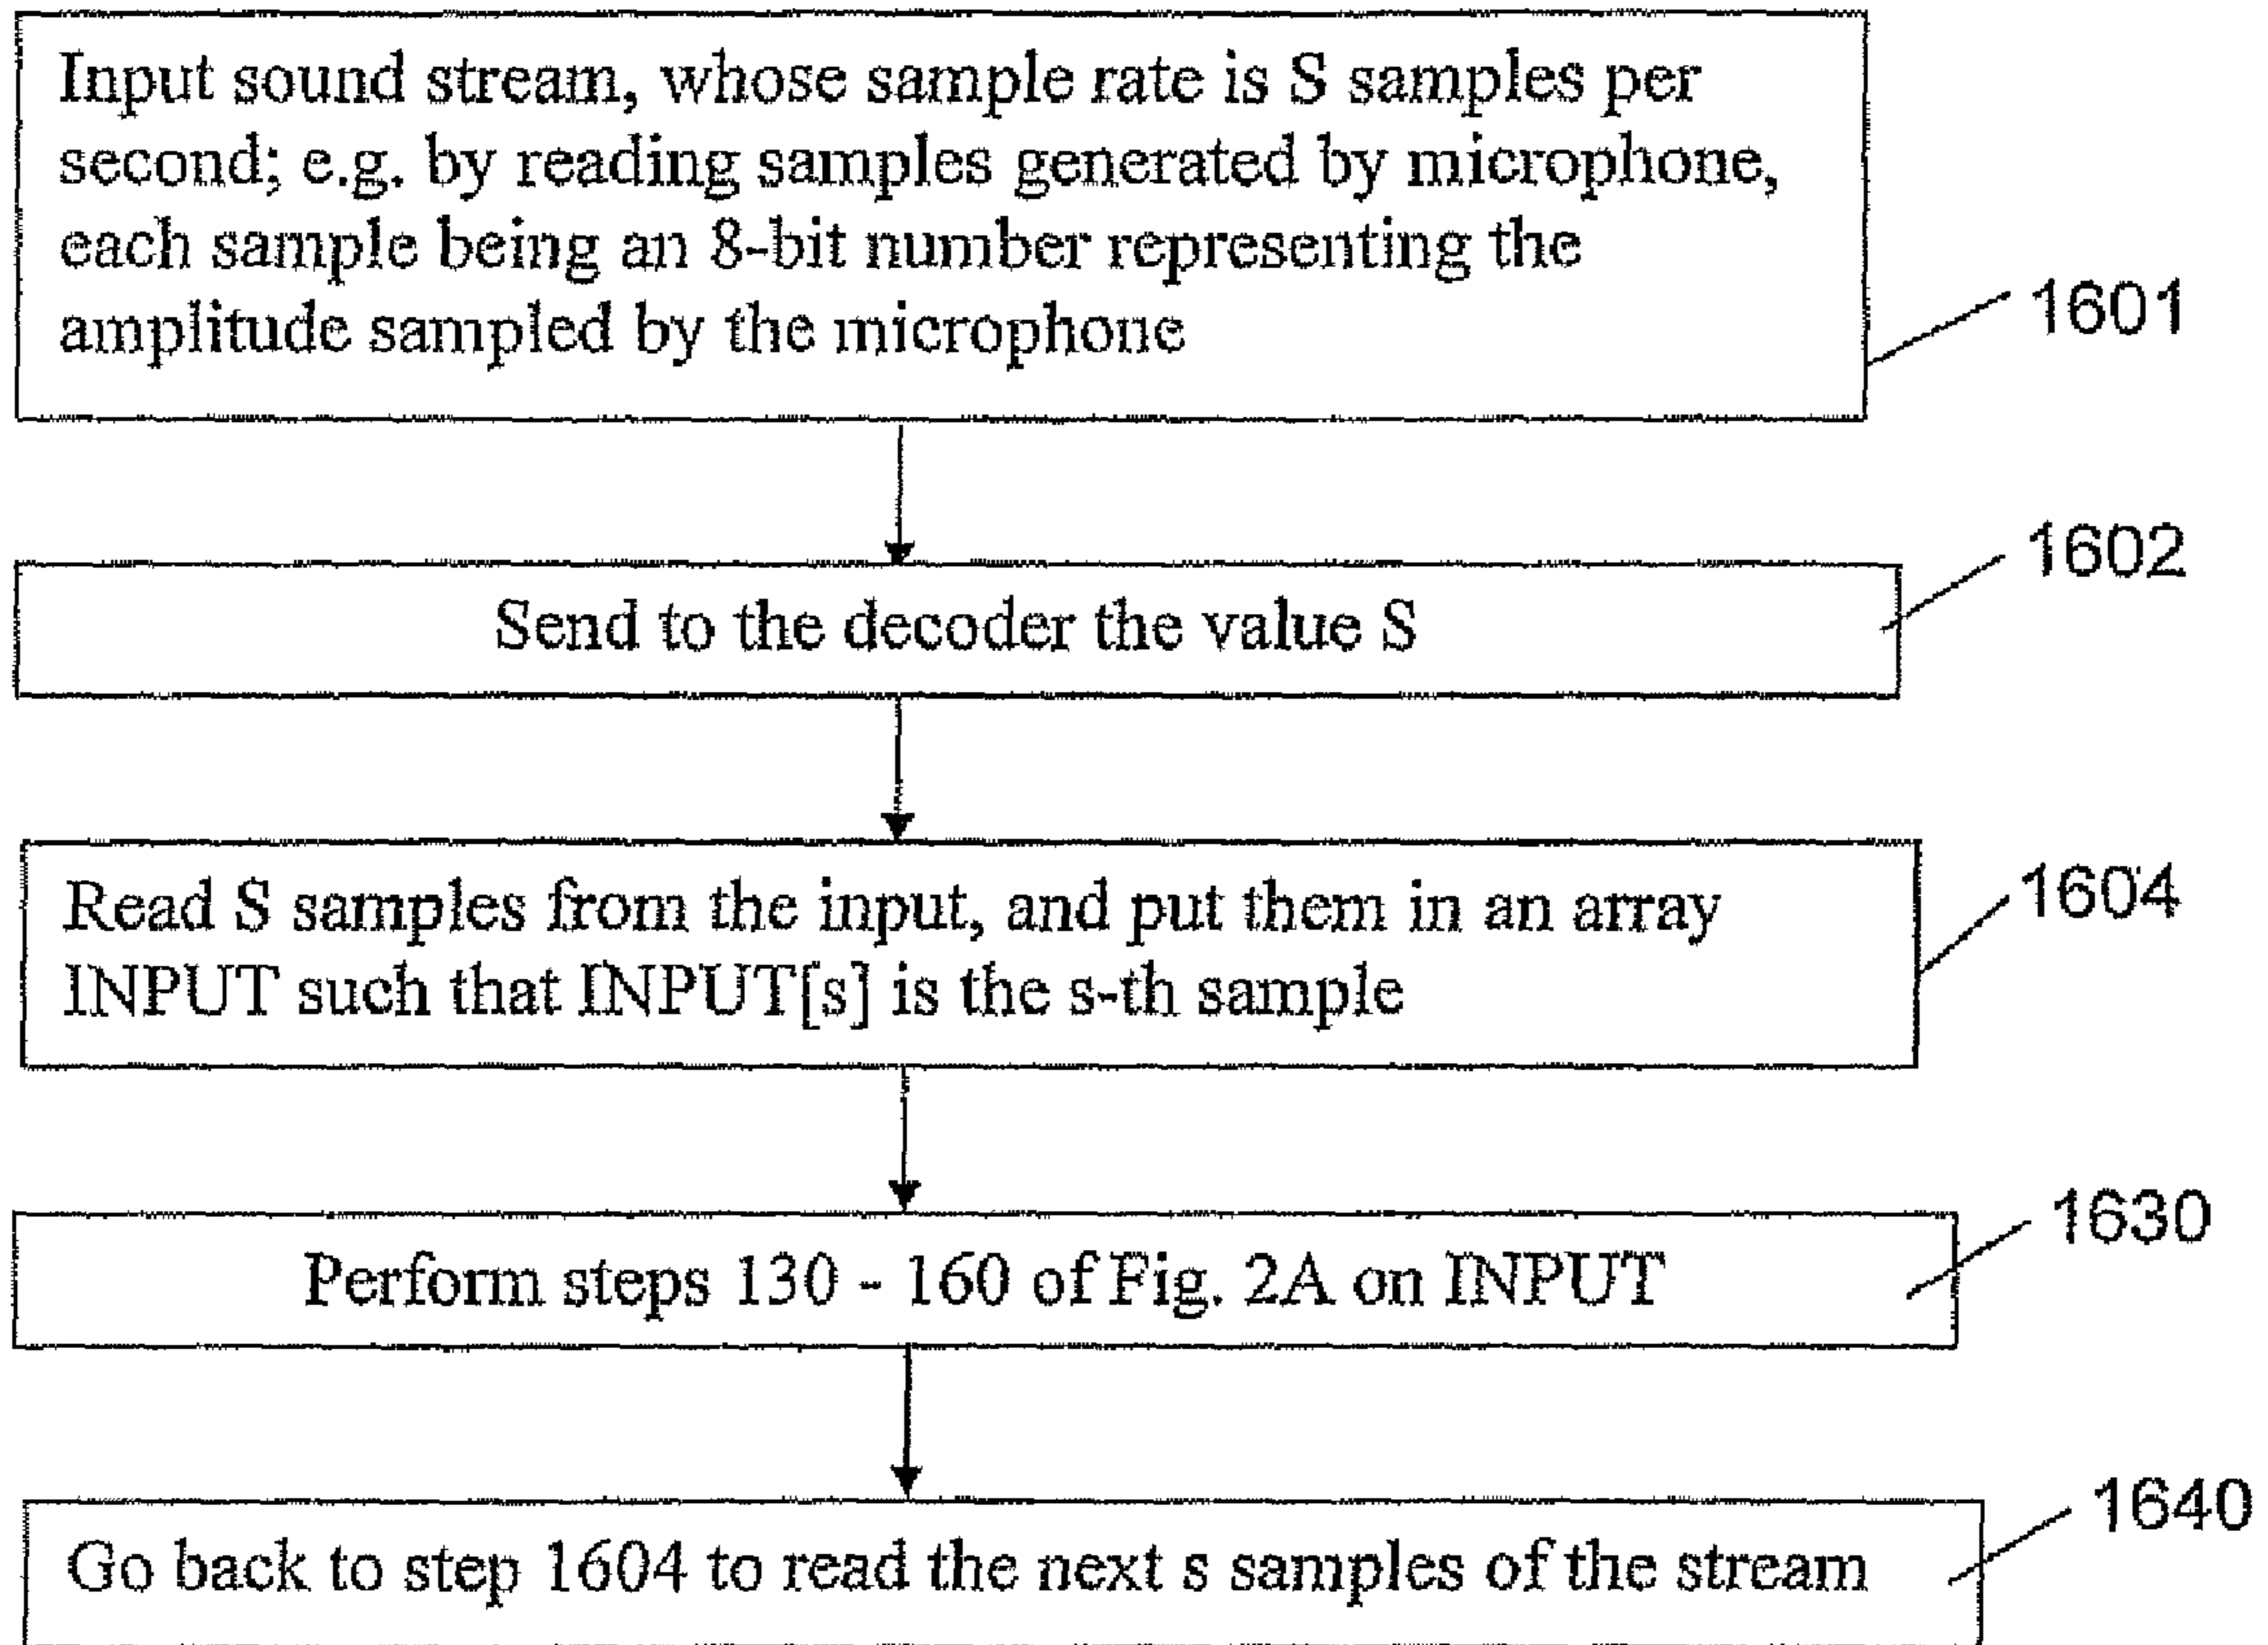 Input sound stream, whose sample rate is S samples per
second; e.g. by reading samples generated by microphone,
each sample being an 8-bit number representing the
amplitude sampled by the microphone
1601
1602
Send to the decoder the value S
1604
Read S samples from the input, and put them in an array
INPUT such that INPUT[s] is the s-th sample
1630
Perform steps 130 - 160 of Fig. 2A on INPUT
1640
Go back to step 1604 to read the next s samples of the stream